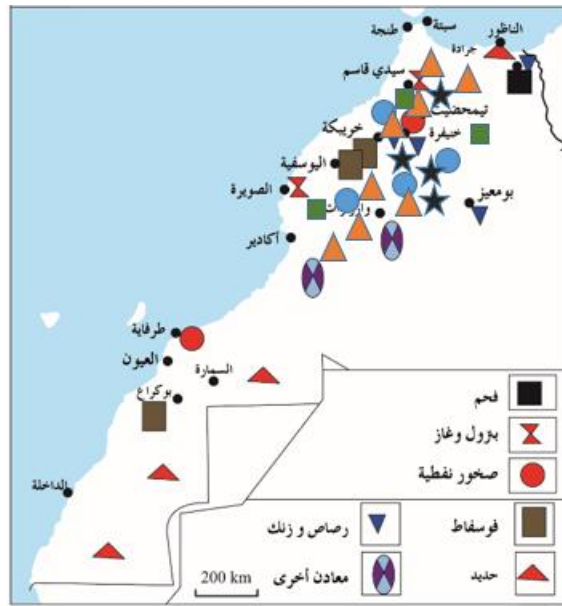 سبتة
طنجة
الناظور
جرادة
سيدي قاسم
تيمحضيت
خنيفرة
خريبكة
اليوسفية
الصويرة
بومعيز
أكادير
طرفاية
العيون
السمارة
بوكراع
الداخلة
فحم
بترول وغاز
صخور نفطية
فوسفاط
رصاص و زنك
حديد
معادن أخرى
200 km